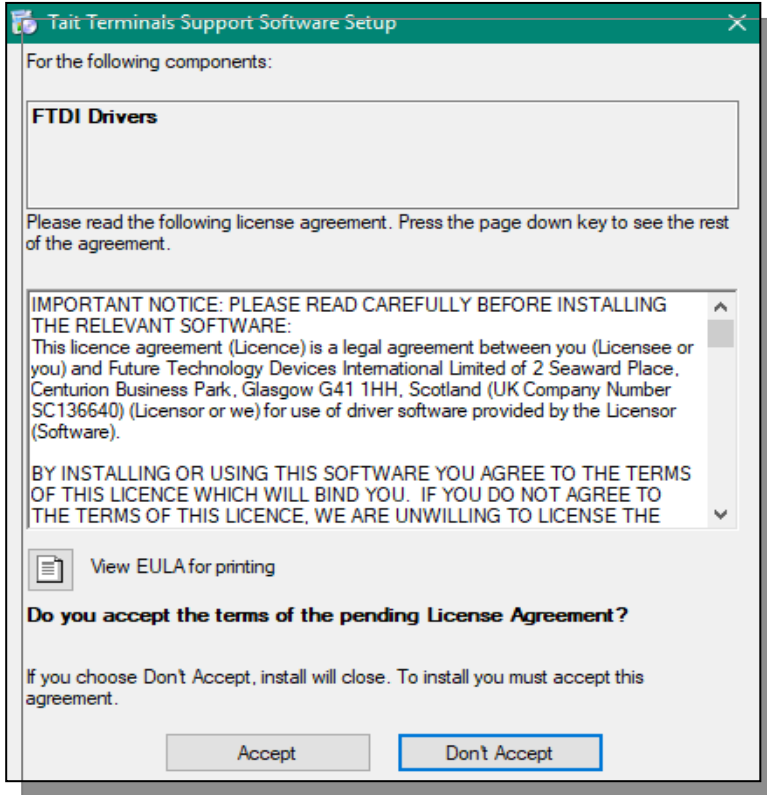 Tait Terminals Support Software Setup
For the following components:
FTDI Drivers
Please read the following license agreement. Press the page down key to see the rest
of the agreement.
IMPORTANT NOTICE: PLEASE READ CAREFULLY BEFORE INSTALLING
THE RELEVANT SOFTWARE:
This licence agreement (Licence) is a legal agreement between you (Licensee or
you) and Future Technology Devices International Limited of 2 Seaward Place,
Centurion Business Park, Glasgow G41 1HH, Scotland (UK Company Number
SC136640) (Licensor or we) for use of driver software provided by the Licensor
(Software).
BY INSTALLING OR USING THIS SOFTWARE YOU AGREE TO THE TERMS
OF THIS LICENCE WHICH WILL BIND YOU.  IF YOU DO NOT AGREE TO
THE TERMS OF THIS LICENCE, WE ARE UNWILLING TO LICENSE THE
View EULA for printing
Do you accept the terms of the pending License Agreement?
If you choose Don't Accept, install will close. To install you must accept this
agreement.
Accept
Don't Accept